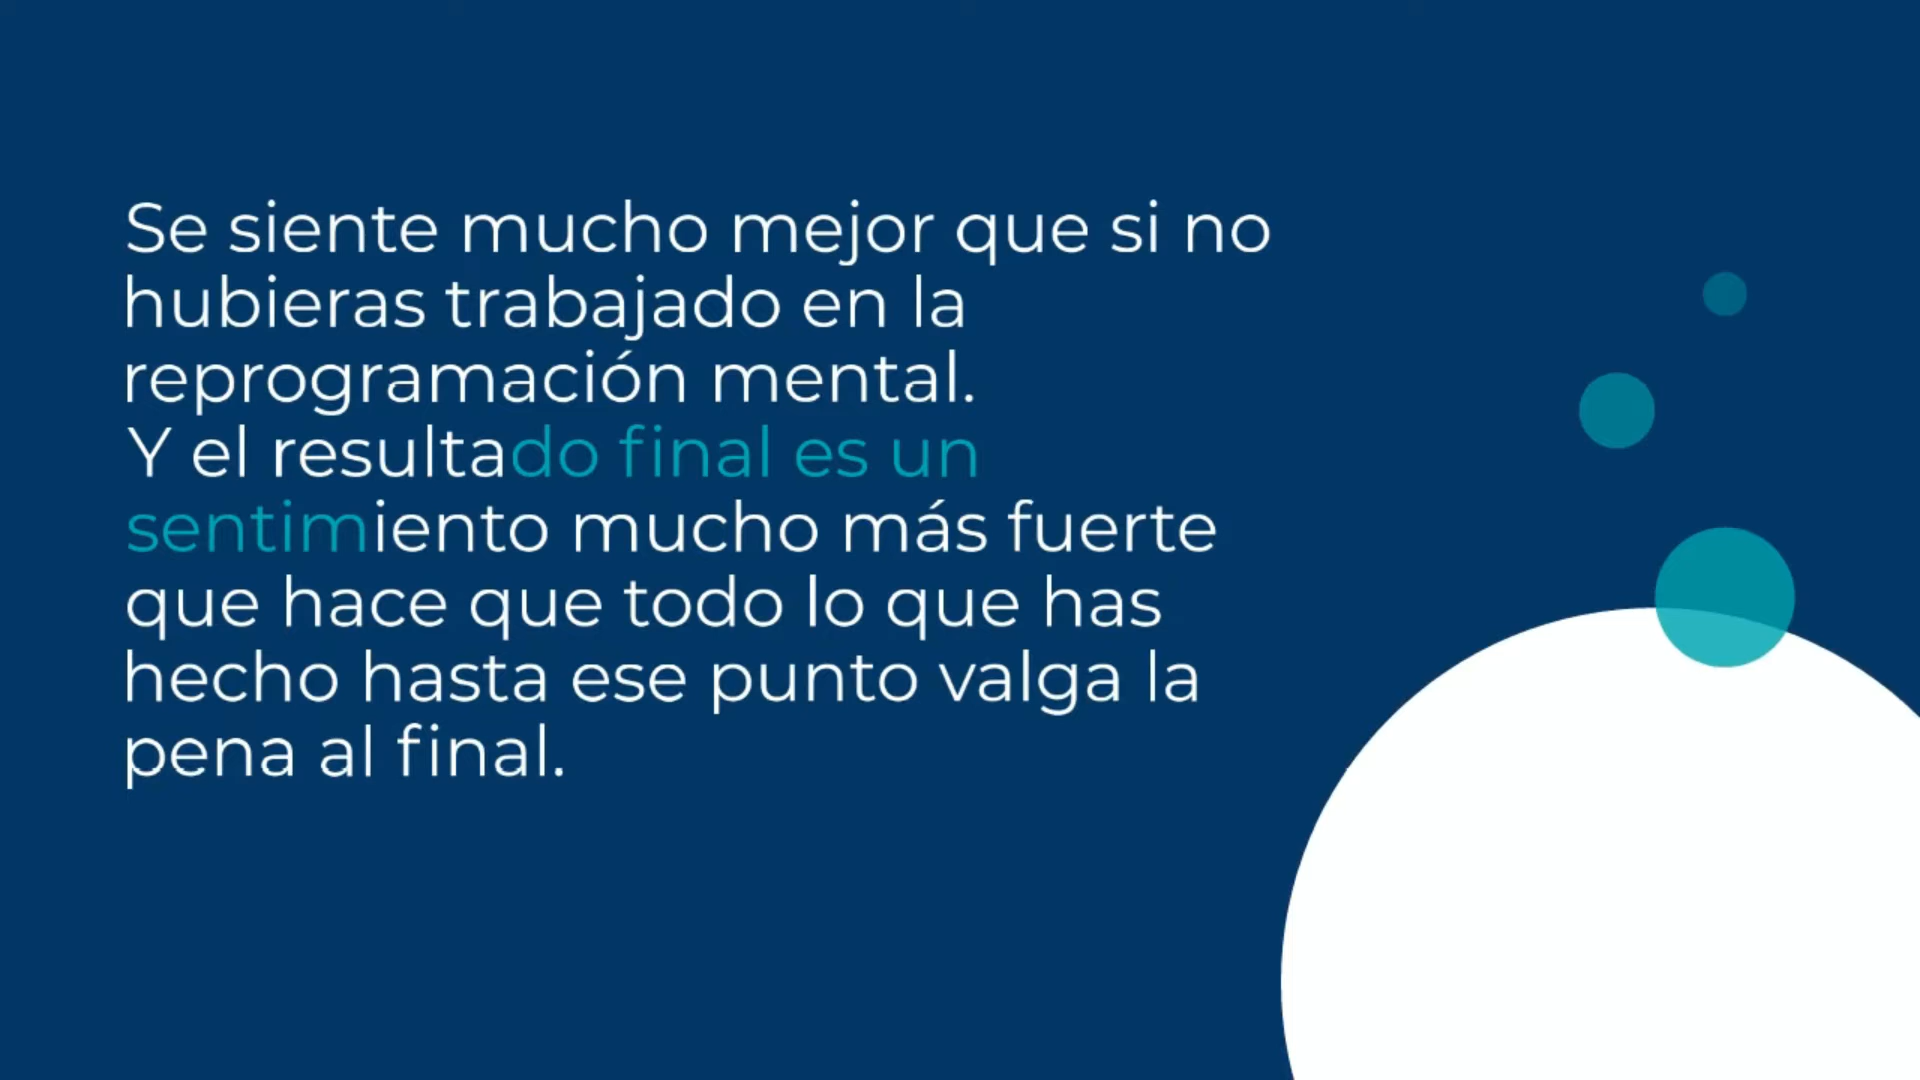 Se siente mucho mejor que si no
hubieras trabajado en la
reprogramación mental.
Y el resultado final es un
sentimiento mucho más fuerte
que hace que todo lo que has
hecho hasta ese punto valga la
pena al final.